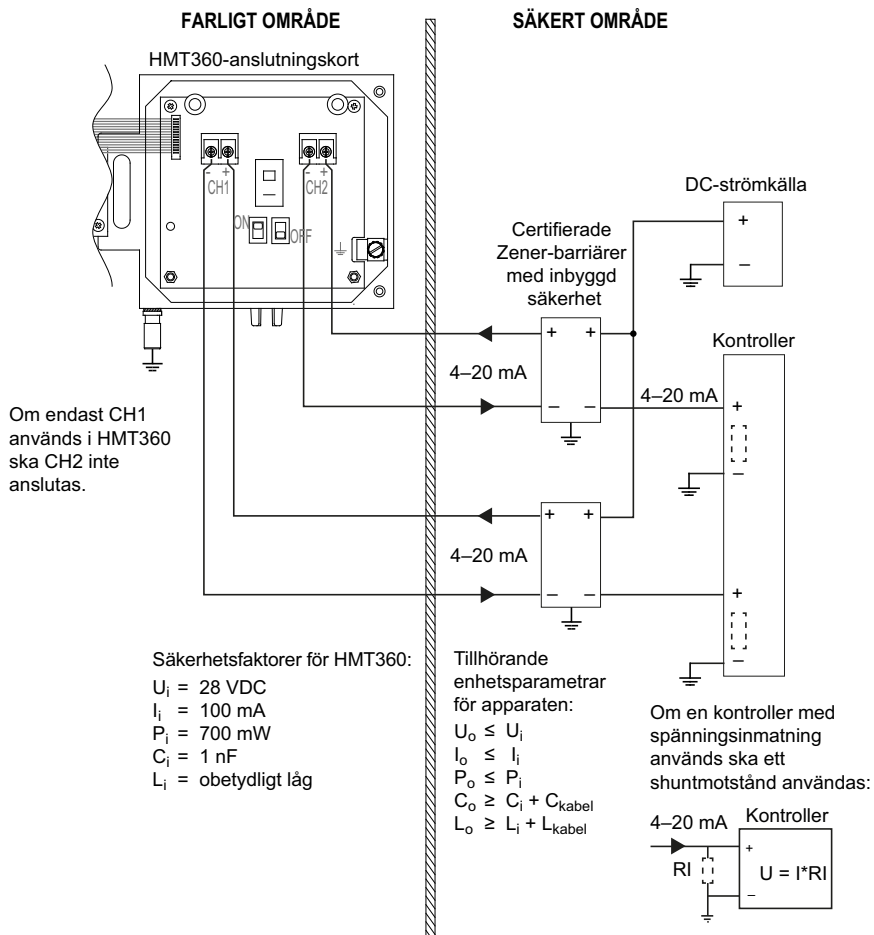 FARLIGT OMRÅDE
SÄKERT OMRÅDE
HMT360-anslutningskort
- +
CH1
- +
CH2
ON
OFF
DC-strömkälla
+
–
Certifierade
Zener-barriärer
med inbyggd
säkerhet
+ +
– –
4–20 mA
Kontroller
4–20 mA
+
–
Om endast CH1
används i HMT360
ska CH2 inte
anslutas.
+ +
– –
4–20 mA
+
–
Säkerhetsfaktorer för HMT360:
Ui = 28 VDC
Ii = 100 mA
Pi = 700 mW
Ci = 1 nF
Li = obetydligt låg
Tillhörande
enhetsparametrar
för apparaten:
Uo ≤ Ui
Io ≤ Ii
Po ≤ Pi
Co ≥ Ci + Ckabel
Lo ≥ Li + Lkabel
Om en kontroller med
spänningsinmatning
används ska ett
shuntmotstånd användas:
4–20 mA
Kontroller
RI
+
U = I*RI
–